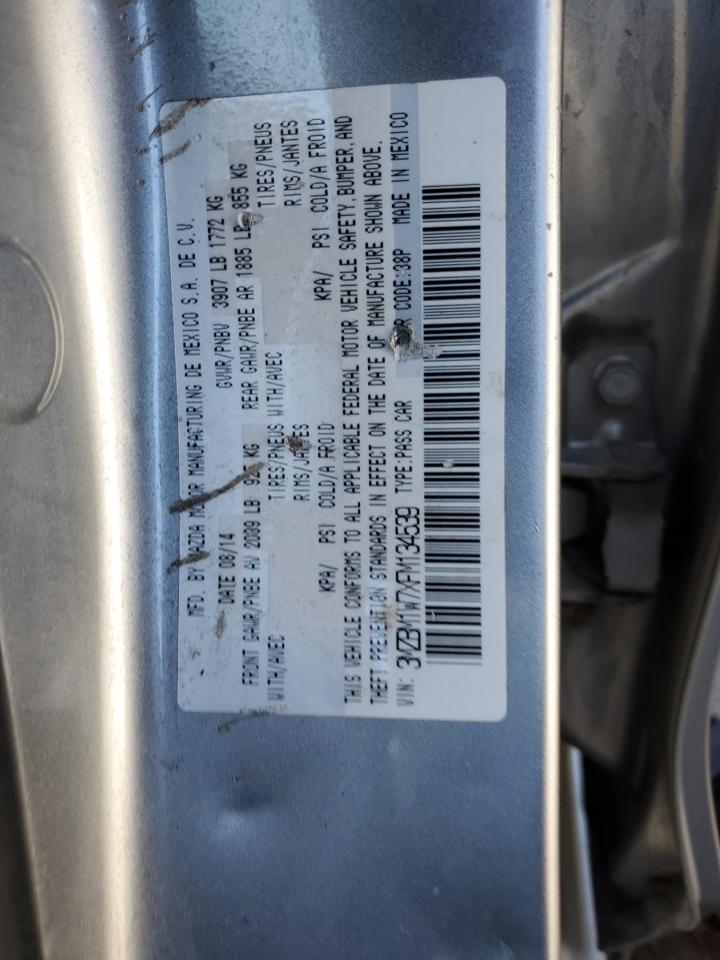 MFD. BY MAZDA MOTOR MANUFACTURING DE MEXICO S.A. DE C.V.
DATE 08/14 GVWR/PNBV 3907 LB 1772 KG
FRONT GAWR/PNBE AV 2039 LB KG REAR GAWR/PNBE AR 1885 LB 855 KG
WITH/AVEC TIRES/PNEUS WITH/AVEC TIRES/PNEUS
RIMS/JANTES RIMS/JANTES
KPA/ PSI COLD/A FROID KPA/ PSI COLD/A FROID
THIS VEHICLE CONFORMS TO ALL APPLICABLE FEDERAL MOTOR VEHICLE SAFETY, BUMPER, AND
THEFT PREVENTION STANDARDS IN EFFECT ON THE DATE OF MANUFACTURE SHOWN ABOVE.
VIN: 3MZBM1W7XFM134539 TYPE:PASS CAR CODE:38P MADE IN MEXICO